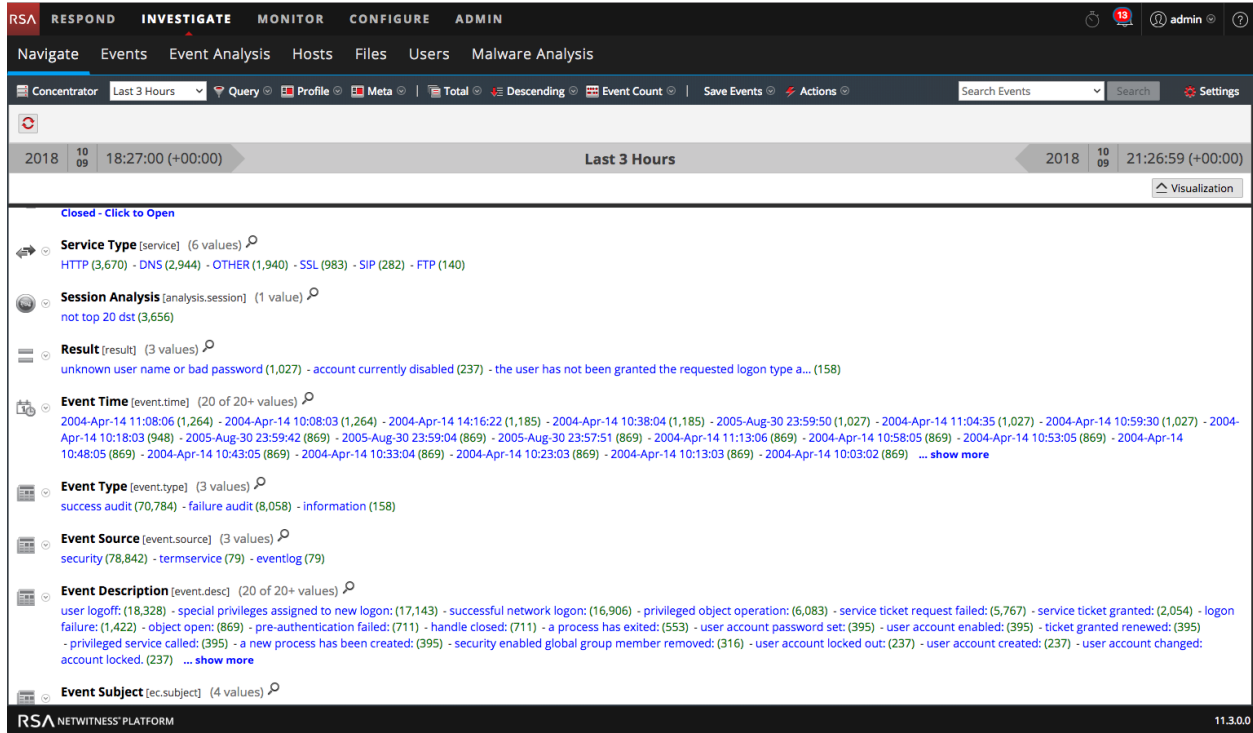 RSA RESPOND INVESTIGATE MONITOR CONFIGURE ADMIN 13 admin ?
Navigate Events Event Analysis Hosts Files Users Malware Analysis
Concentrator Last 3 Hours Query Profile Meta | Total Descending Event Count | Save Events Actions Search Events Search Settings
2018 10 09 18:27:00 (+00:00) Last 3 Hours 2018 10 09 21:26:59 (+00:00)
Visualization
Closed - Click to Open
Service Type [service] (6 values)
HTTP (3,670) - DNS (2,944) - OTHER (1,940) - SSL (983) - SIP (282) - FTP (140)
Session Analysis [analysis.session] (1 value)
not top 20 dst (3,656)
Result [result] (3 values)
unknown user name or bad password (1,027) - account currently disabled (237) - the user has not been granted the requested logon type a... (158)
Event Time [event.time] (20 of 20+ values)
2004-Apr-14 11:08:06 (1,264) - 2004-Apr-14 10:08:03 (1,264) - 2004-Apr-14 14:16:22 (1,185) - 2004-Apr-14 10:38:04 (1,185) - 2005-Aug-30 23:59:50 (1,027) - 2004-Apr-14 11:04:35 (1,027) - 2004-Apr-14 10:59:30 (1,027) - 2004-
Apr-14 10:18:03 (948) - 2005-Aug-30 23:59:42 (869) - 2005-Aug-30 23:59:04 (869) - 2005-Aug-30 23:57:51 (869) - 2004-Apr-14 11:13:06 (869) - 2004-Apr-14 10:58:05 (869) - 2004-Apr-14 10:53:05 (869) - 2004-Apr-14
10:48:05 (869) - 2004-Apr-14 10:43:05 (869) - 2004-Apr-14 10:33:04 (869) - 2004-Apr-14 10:23:03 (869) - 2004-Apr-14 10:13:03 (869) - 2004-Apr-14 10:03:02 (869) ... show more
Event Type [event.type] (3 values)
success audit (70,784) - failure audit (8,058) - information (158)
Event Source [event.source] (3 values)
security (78,842) - termservice (79) - eventlog (79)
Event Description [event.desc] (20 of 20+ values)
user logoff: (18,328) - special privileges assigned to new logon: (17,143) - successful network logon: (16,906) - privileged object operation: (6,083) - service ticket request failed: (5,767) - service ticket granted: (2,054) - logon
failure: (1,422) - object open: (869) - pre-authentication failed: (711) - handle closed: (711) - a process has exited: (553) - user account password set: (395) - user account enabled: (395) - ticket granted renewed: (395)
- privileged service called: (395) - a new process has been created: (395) - security enabled global group member removed: (316) - user account locked out: (237) - user account created: (237) - user account changed:
account locked. (237) ... show more
Event Subject [ec.subject] (4 values)
RSA NETWITNESS® PLATFORM 11.3.0.0